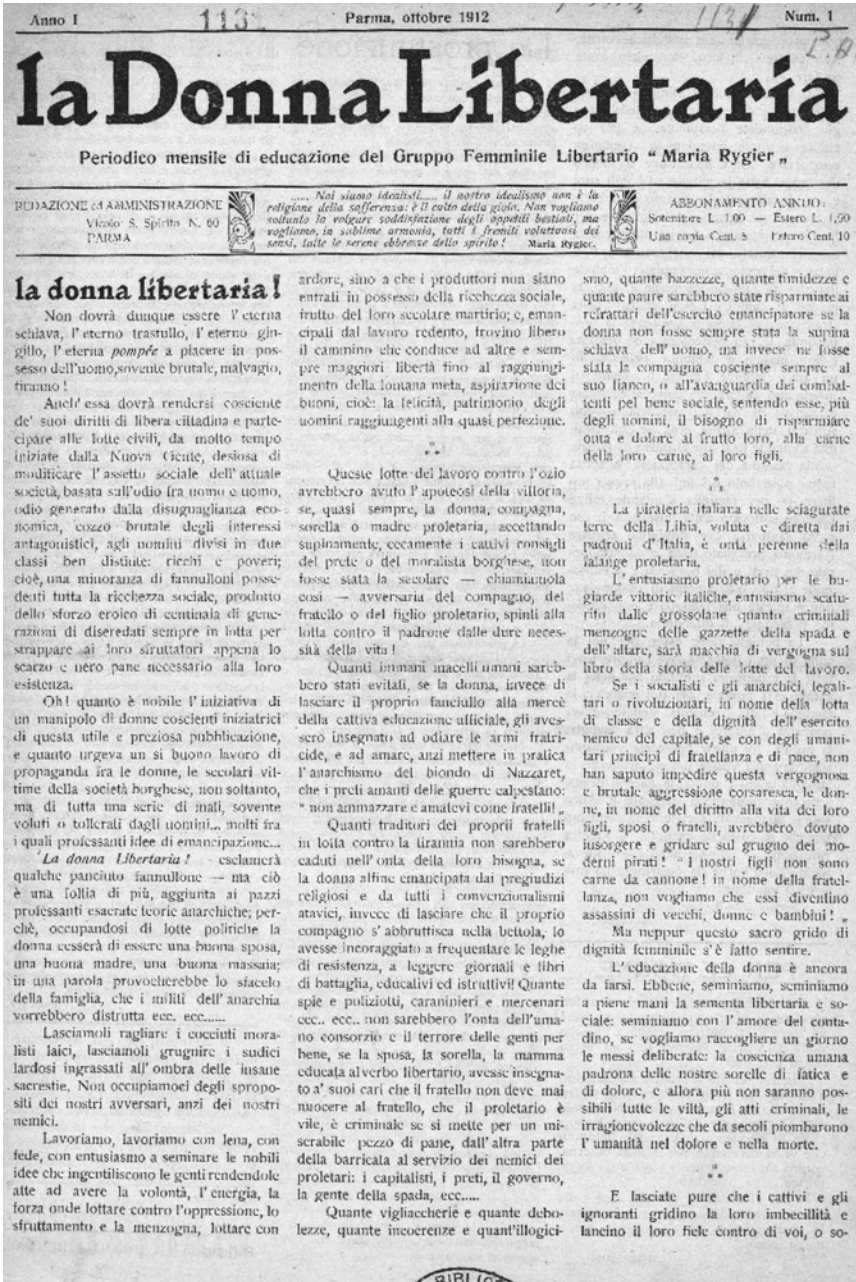 Anno I
113
Parma, ottobre 1912
113
Num. 1
la Donna Libertaria
Periodico mensile di educazione del Gruppo Femminile Libertario “ Maria Rygier „
REDAZIONE ed AMMINISTRAZIONE
Vicolo S. Spirito N. 60
PARMA
..... Noi siamo idealisti....., il nostro idealismo non è la
religione della sofferenza: è il culto della gioia. Non vogliamo
soltanto la volgare soddisfazione degli appetiti bestiali, ma
vogliamo, in sublime armonia, tutti i fremiti voluttuosi dei
sensi, tutte le serene ebbrezze dello spirito! Maria Rygier.
ABBONAMENTO ANNUO:
Sotenitore L. 1,00 — Estero L. 1,50
Una copia Cent. 5 Estero Cent. 10
la donna libertaria!
Non dovrà dunque essere l'eterna
schiava, l'eterno trastullo, l'eterno gin-
gillo, l'eterna pompée a piacere in pos-
sesso dell'uomo, sovente brutale, malvagio,
tiranno!
Anch'essa dovrà rendersi cosciente
de' suoi diritti di libera cittadina e parte-
cipare alle lotte civili, da molto tempo
iniziate dalla Nuova Gente, desiosa di
modificare l'assetto sociale dell'attuale
società, basata sull'odio fra uomo e uomo,
odio generato dalla disuguaglianza eco-
nomica, cozzo brutale degli interessi
antagonistici, agli uomini divisi in due
classi ben distinte: ricchi e poveri;
cioè, una minoranza di fannulloni posse-
denti tutta la ricchezza sociale, prodotto
dello sforzo eroico di centinaia di gene-
razioni di diseredati sempre in lotta per
strappare ai loro sfruttatori appena lo
scarzo e nero pane necessario alla loro
esistenza.
Oh! quanto è nobile l'iniziativa di
un manipolo di donne coscienti iniziatrici
di questa utile e preziosa pubblicazione,
e quanto urgeva un si buono lavoro di
propaganda fra le donne, le secolari vit-
time della società borghese, non soltanto,
ma di tutta una serie di mali, sovente
voluti o tollerati dagli uomini... molti fra
i quali professanti idee di emancipazione...
La donna Libertaria! esclamerà
qualche panciuto fannullone — ma ciò
è una follia di più, aggiunta ai pazzi
professanti esacrate teorie anarchiche; per-
chè, occupandosi di lotte politiche la
donna cesserà di essere una buona sposa,
una buona madre, una buona massaia;
in una parola provocherebbe lo sfacelo
della famiglia, che i militi dell'anarchia
vorrebbero distrutta ecc. ecc......
Lasciamoli ragliare i cocciuti mora-
listi laici, lasciamoli grugnire i sudici
lardosi ingrassati all'ombra delle insane
sacrestie. Non occupiamoci degli spropo-
siti dei nostri avversari, anzi dei nostri
nemici.
Lavoriamo, lavoriamo con lena, con
fede, con entusiasmo a seminare le nobili
idee che ingentiliscono le genti rendendole
atte ad avere la volontà, l'energia, la
forza onde lottare contro l'oppressione, lo
sfruttamento e la menzogna, lottare con
ardore, sino a che i produttori non siano
entrati in possesso della ricchezza sociale,
frutto del loro secolare martirio; e, eman-
cipati dal lavoro redento, trovino libero
il cammino che conduce ad altre e sem-
pre maggiori libertà fino al raggiungi-
mento della lontana meta, aspirazione dei
buoni, cioè: la felicità, patrimonio degli
uomini raggiungenti alla quasi perfezione.
Queste lotte del lavoro contro l'ozio
avrebbero avuto l'apoteosi della vittoria,
se, quasi sempre, la donna, compagna,
sorella o madre proletaria, accettando
supinamente, cecamente i cattivi consigli
del prete o del moralista borghese, non
fosse stata la secolare — chiamiamola
così — avversaria del compagno, del
fratello o del figlio proletario, spinti alla
lotta contro il padrone dalle dure neces-
sità della vita!
Quanti immani macelli umani sareb-
bero stati evitati, se la donna, invece di
lasciare il proprio fanciullo alla mercè
della cattiva educazione ufficiale, gli aves-
sero insegnato ad odiare le armi fratri-
cide, e ad amare, anzi mettere in pratica
l'anarchismo del biondo di Nazzaret,
che i preti amanti delle guerre calpestano:
“ non ammazzare e amatevi come fratelli! „
Quanti traditori dei proprii fratelli
in lotta contro la tirannia non sarebbero
caduti nell'onta della loro bisogna, se
la donna alfine emancipata dai pregiudizi
religiosi e da tutti i convenzionalismi
atavici, invece di lasciare che il proprio
compagno s'abbruttisca nella bettola, lo
avesse incoraggiato a frequentare le leghe
di resistenza, a leggere giornali e libri
di battaglia, educativi ed istruttivi! Quante
spie e poliziotti, caraninieri e mercenari
ecc.. ecc.. non sarebbero l'onta dell'uma-
no consorzio e il terrore delle genti per
bene, se la sposa, la sorella, la mamma
educata al verbo libertario, avesse insegna-
to a' suoi cari che il fratello non deve mai
nuocere al fratello, che il proletario è
vile, è criminale se si mette per un mi-
serabile pezzo di pane, dall'altra parte
della barricata al servizio dei nemici dei
proletari: i capitalisti, i preti, il governo,
la gente della spada, ecc.....
Quante vigliaccherie e quante debo-
lezze, quante incoerenze e quant'illogici-
smo, quante bazzezze, quante timidezze e
quante paure sarebbero state risparmiate ai
refrattari dell'esercito emancipatore se la
donna non fosse sempre stata la supina
schiava dell'uomo, ma invece ne fosse
stata la compagna cosciente sempre al
suo fianco, o all'avanguardia dei combat-
tenti pel bene sociale, sentendo esse, più
degli uomini, il bisogno di risparmiare
onta e dolore al frutto loro, alla carne
della loro carne, ai loro figli.
La pirateria italiana nelle sciagurate
terre della Libia, voluta e diretta dai
padroni d'Italia, è onta perenne della
falange proletaria.
L'entusiasmo proletario per le bu-
giarde vittorie italiche, entusiasmo scatu-
rito dalle grossolane quanto criminali
menzogne delle gazzette della spada e
dell'altare, sarà macchia di vergogna sul
libro della storia delle lotte del lavoro.
Se i socialisti e gli anarchici, legali-
tari o rivoluzionari, in nome della lotta
di classe e della dignità dell'esercito
nemico del capitale, se con degli umani-
tari principi di fratellanza e di pace, non
han saputo impedire questa vergognosa
e brutale aggressione corsaresca, le don-
ne, in nome del diritto alla vita dei loro
figli, sposi o fratelli, avrebbero dovuto
insorgere e gridare sul grugno dei mo-
derni pirati! “ I nostri figli non sono
carne da cannone! in nome della fratel-
lanza, non vogliamo che essi diventino
assassini di vecchi, donne e bambini! „
Ma neppur questo sacro grido di
dignità femminile s'è fatto sentire.
L'educazione della donna è ancora
da farsi. Ebbene, seminiamo, seminiamo
a piene mani la sementa libertaria e so-
ciale: seminiamo con l'amore del conta-
dino, se vogliamo raccogliere un giorno
le messi deliberate: la coscienza umana
padrona delle nostre sorelle di fatica e
di dolore, e allora più non saranno pos-
sibili tutte le viltà, gli atti criminali, le
irragionevolezze che da secoli piombarono
l'umanità nel dolore e nella morte.
E lasciate pure che i cattivi e gli
ignoranti gridino la loro imbecillità e
lancino il loro fiele contro di voi, o so-
BIBLIO